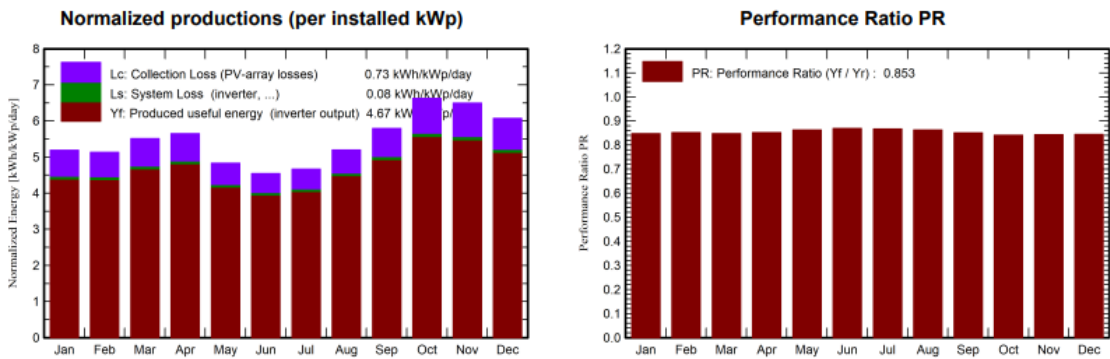 Normalized productions (per installed kWp)
8
7
6
5
4
3
2
1
0
Normalized Energy [kWh/kWp/day]
Lc: Collection Loss (PV-array losses) 0.73 kWh/kWp/day
Ls: System Loss (inverter, ...) 0.08 kWh/kWp/day
Yf: Produced useful energy (inverter output) 4.67 kWh/kWp/day
Jan Feb Mar Apr May Jun Jul Aug Sep Oct Nov Dec
Performance Ratio PR
1.2
1.1
1.0
0.9
0.8
0.7
0.6
0.5
0.4
0.3
0.2
0.1
0.0
Performance Ratio PR
PR: Performance Ratio (Yf / Yr) : 0.853
Jan Feb Mar Apr May Jun Jul Aug Sep Oct Nov Dec